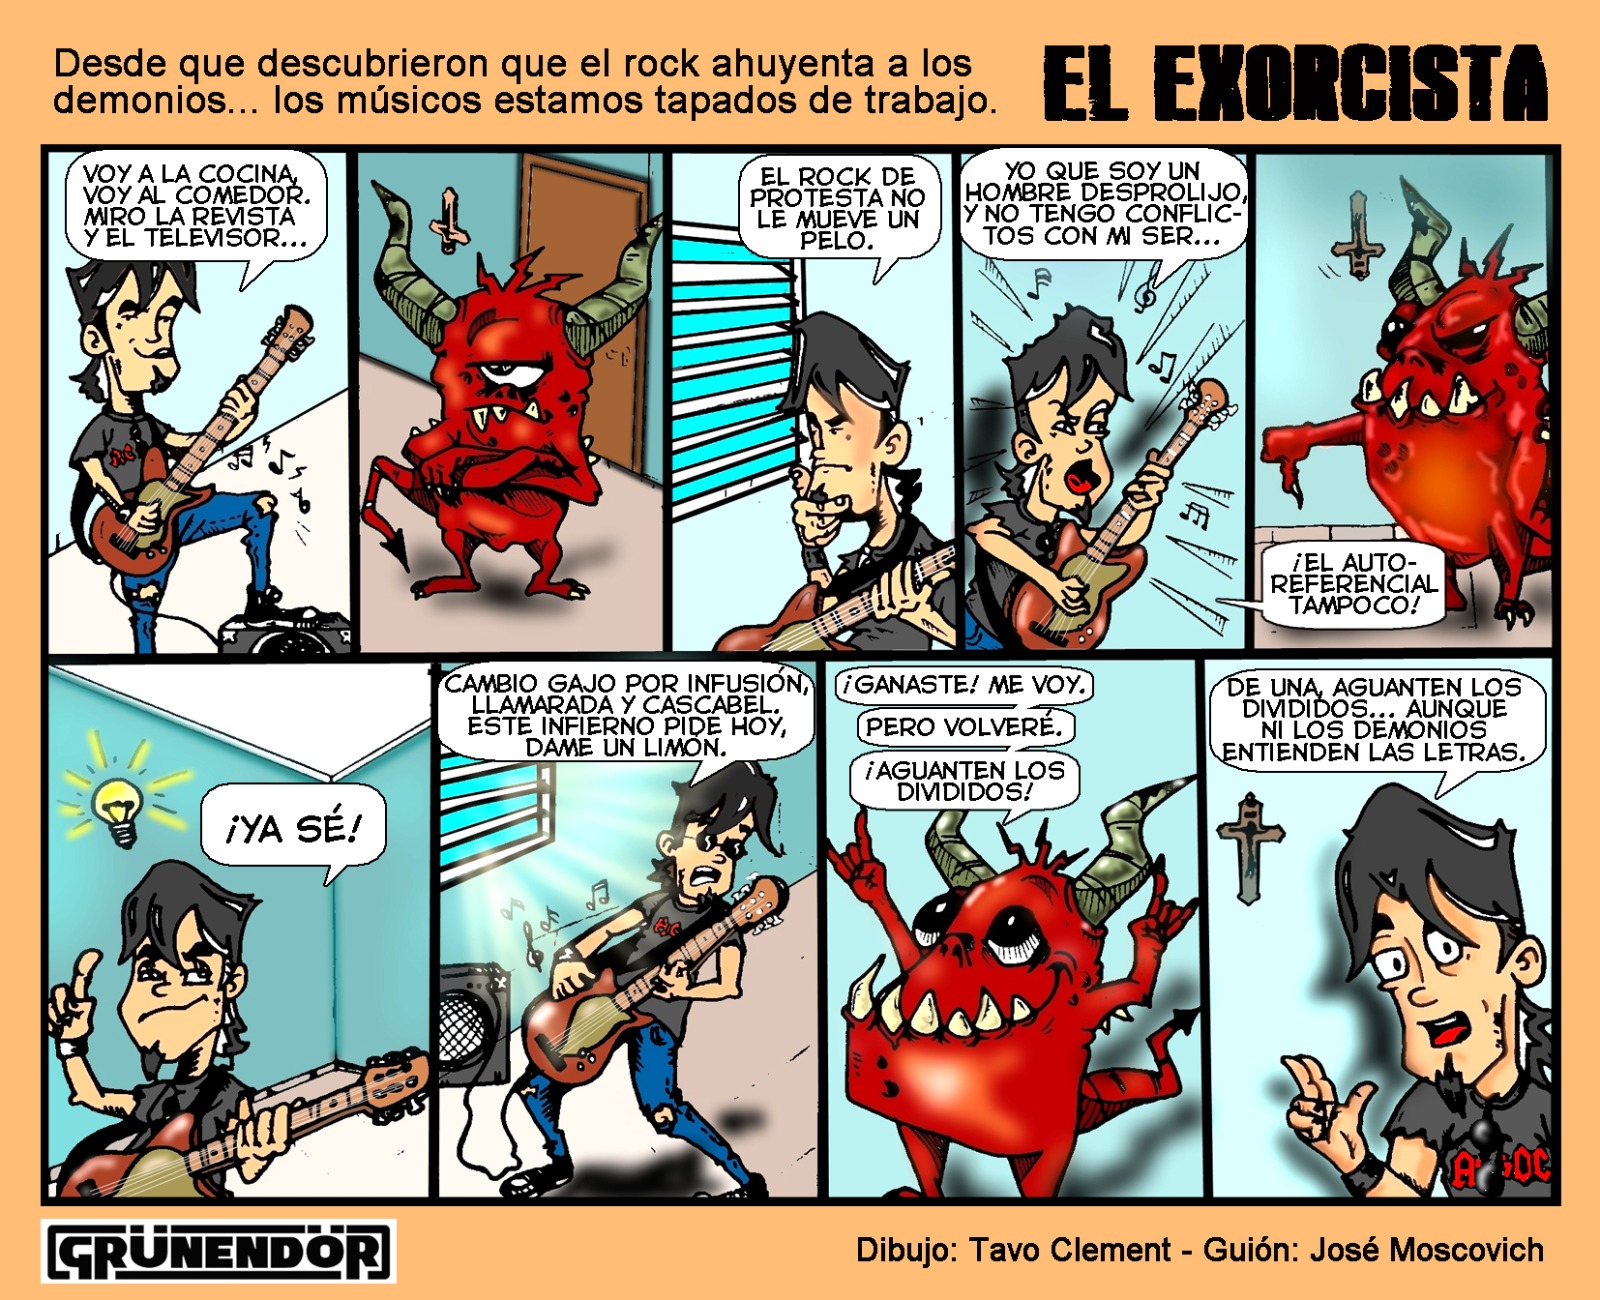 Desde que descubrieron que el rock ahuyenta a los
demonios... los músicos estamos tapados de trabajo.
EL EXORCISTA
VOY A LA COCINA,
VOY AL COMEDOR.
MIRO LA REVISTA
Y EL TELEVISOR...
EL ROCK DE
PROTESTA NO
LE MUEVE UN
PELO.
YO QUE SOY UN
HOMBRE DESPROLIJO,
Y NO TENGO CONFLIC-
TOS CON MI SER...
¡EL AUTO-
REFERENCIAL
TAMPOCO!
¡YA SÉ!
CAMBIO GAJO POR INFUSIÓN,
LLAMARADA Y CASCABEL.
ESTE INFIERNO PIDE HOY,
DAME UN LIMÓN.
¡GANASTE! ME VOY.
PERO VOLVERÉ.
¡AGUANTEN LOS
DIVIDIDOS!
DE UNA, AGUANTEN LOS
DIVIDIDOS... AUNQUE
NI LOS DEMONIOS
ENTIENDEN LAS LETRAS.
GRÜNENDÖR
Dibujo: Tavo Clement - Guión: José Moscovich